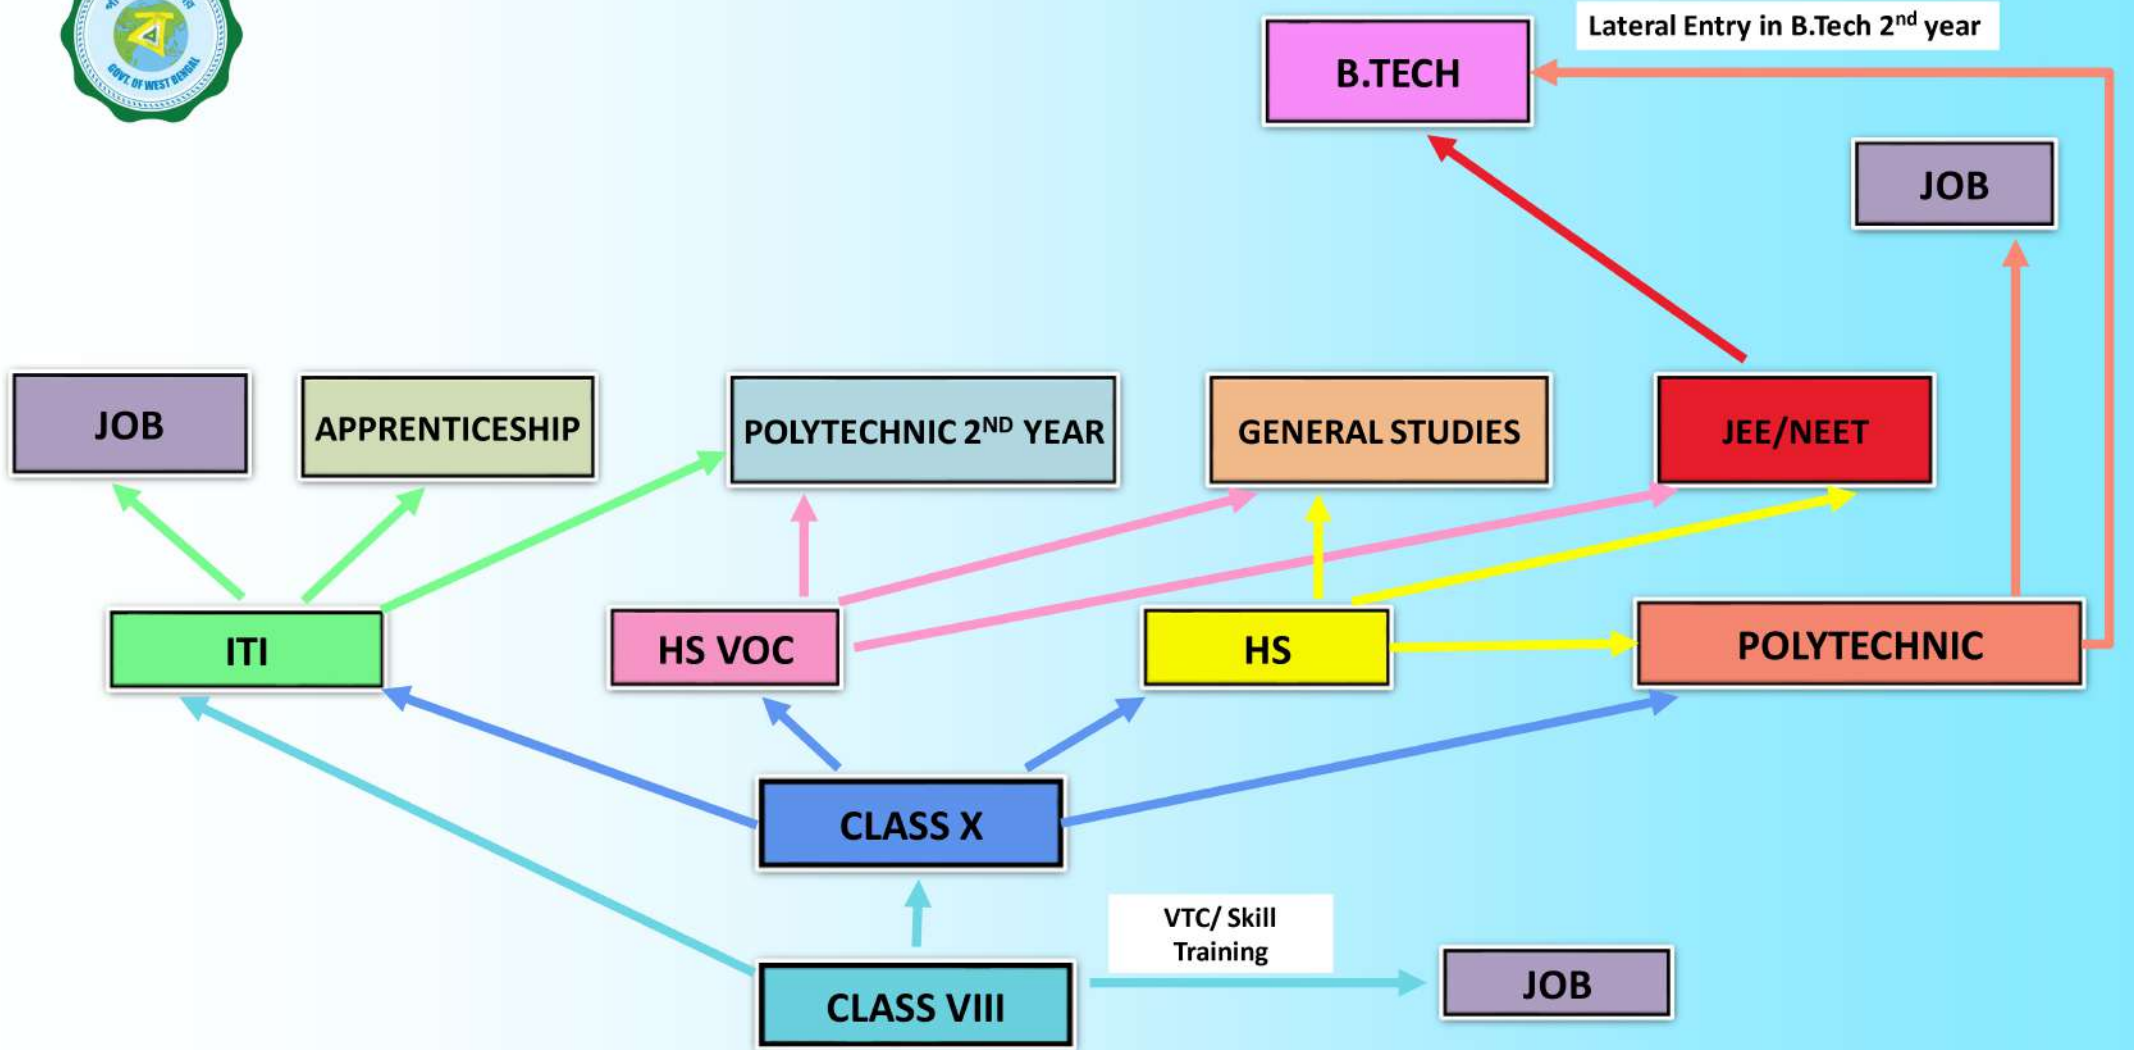 GOVT. OF WEST BENGAL
Lateral Entry in B.Tech 2nd year
B.TECH
JOB
JOB
APPRENTICESHIP
POLYTECHNIC 2ND YEAR
GENERAL STUDIES
JEE/NEET
ITI
HS VOC
HS
POLYTECHNIC
CLASS X
VTC/ Skill
Training
CLASS VIII
JOB